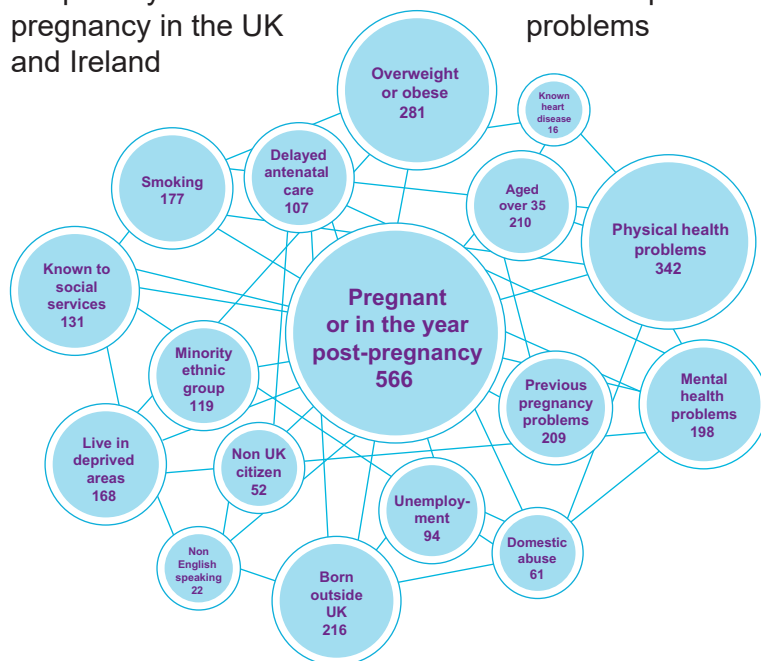 pregnancy in the UK
and Ireland
problems
Overweight
or obese
281
Known
heart
disease
16
Delayed
antenatal
care
107
Smoking
177
Aged
over 35
210
Physical health
problems
342
Known to
social
services
131
Pregnant
or in the year
post-pregnancy
566
Minority
ethnic
group
119
Previous
pregnancy
problems
209
Mental
health
problems
198
Live in
deprived
areas
168
Non UK
citizen
52
Unemploy-
ment
94
Non
English
speaking
22
Born
outside
UK
216
Domestic
abuse
61